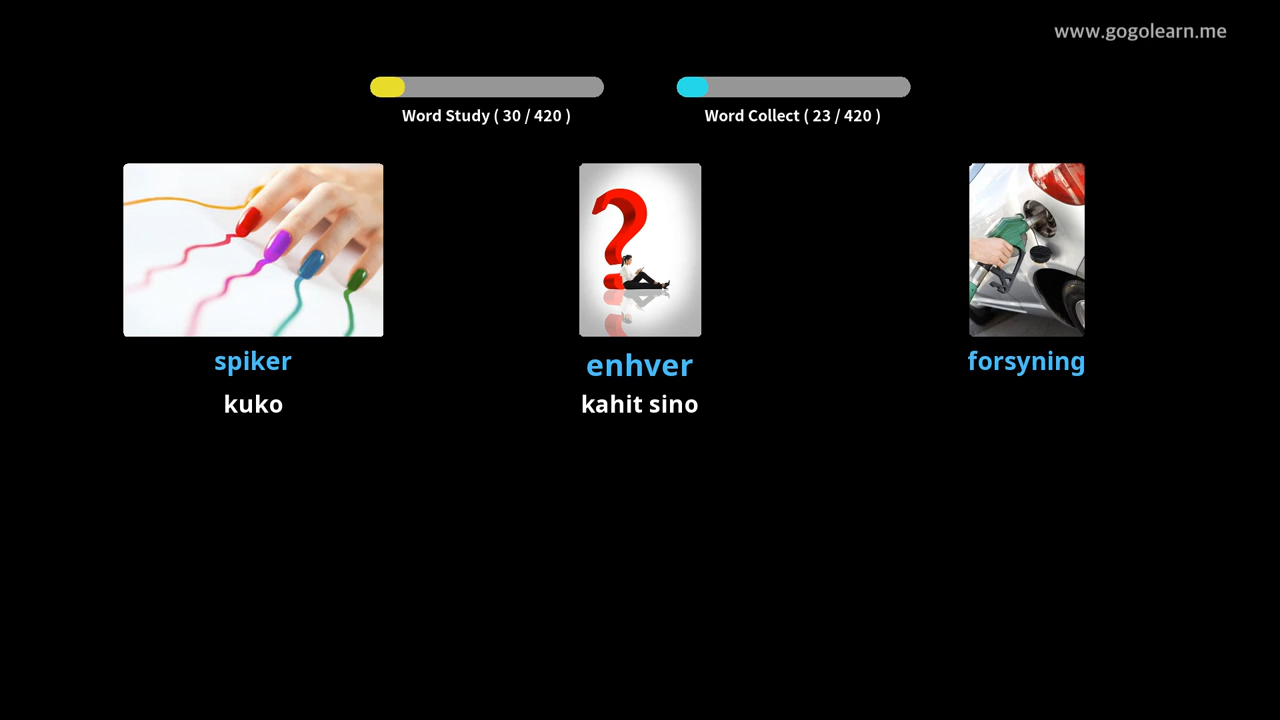 www.gogolearn.me
Word Study ( 30 / 420 )
Word Collect ( 23 / 420 )
spiker
enhver
forsyning
kuko
kahit sino